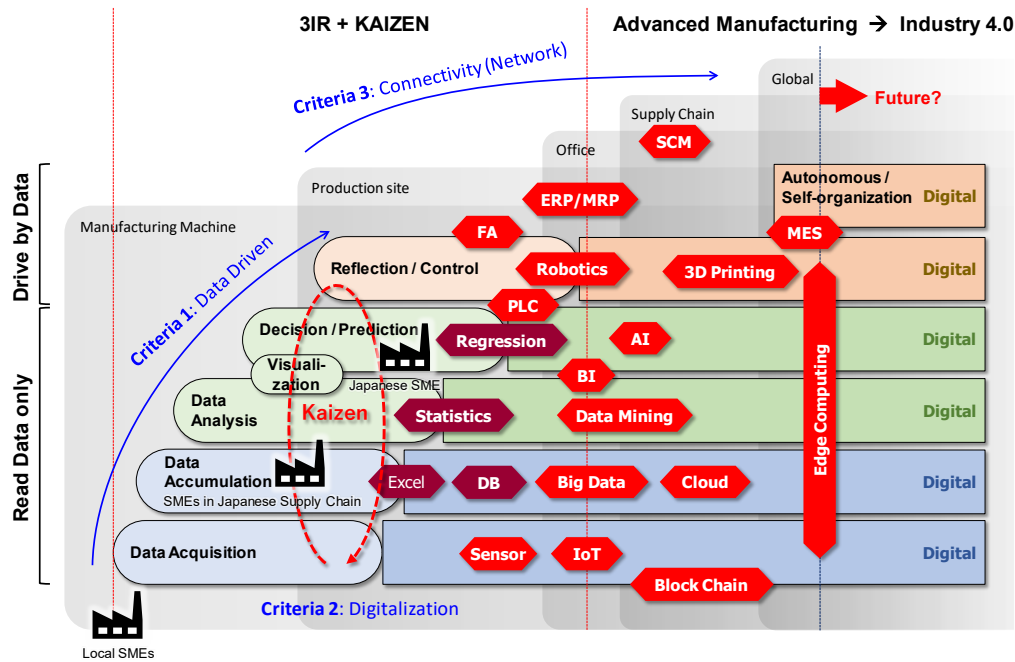 3IR + KAIZEN
Advanced Manufacturing → Industry 4.0
Criteria 3: Connectivity (Network)
Global
Future?
Supply Chain
SCM
Office
Drive by Data
Production site
ERP/MRP
Autonomous /
Self-organization
Digital
Manufacturing Machine
FA
MES
Criteria 1: Data Driven
Reflection / Control
Robotics
3D Printing
Digital
PLC
Decision / Prediction
Regression
AI
Digital
Visuali-
zation
Japanese SME
BI
Read Data only
Data
Analysis
Kaizen
Statistics
Data Mining
Digital
Edge Computing
Data
Accumulation
SMEs in Japanese Supply Chain
Excel
DB
Big Data
Cloud
Digital
Data Acquisition
Sensor
IoT
Digital
Block Chain
Criteria 2: Digitalization
Local SMEs